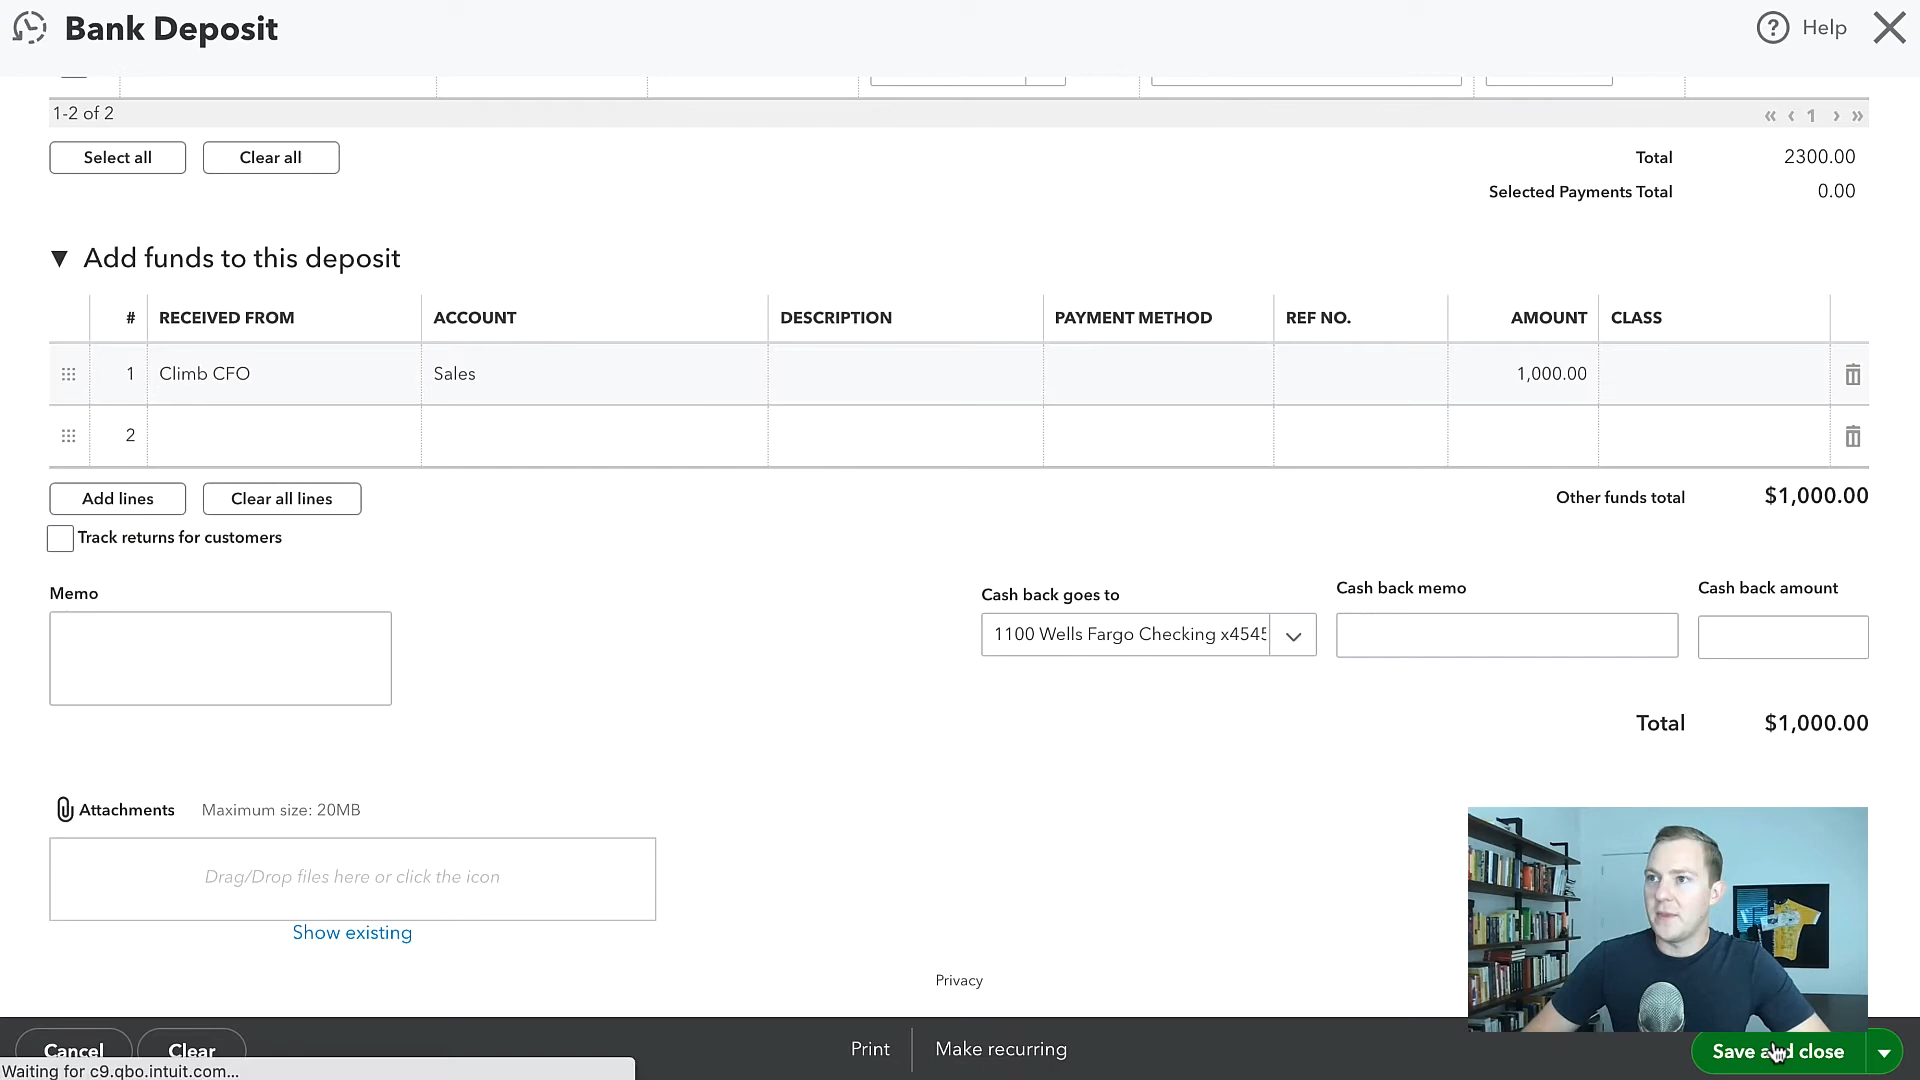 Bank Deposit
Help
1-2 of 2
« ‹ 1 › »
Select all Clear all
Total 2300.00
Selected Payments Total 0.00
▼ Add funds to this deposit
# RECEIVED FROM ACCOUNT DESCRIPTION PAYMENT METHOD REF NO. AMOUNT CLASS
1 Climb CFO Sales 1,000.00
2
Add lines Clear all lines
Other funds total $1,000.00
Track returns for customers
Memo
Cash back goes to Cash back memo Cash back amount
1100 Wells Fargo Checking x4545
Total $1,000.00
Attachments Maximum size: 20MB
Drag/Drop files here or click the icon
Show existing
Privacy
Cancel Clear Print Make recurring Save and close
Waiting for c9.qbo.intuit.com...